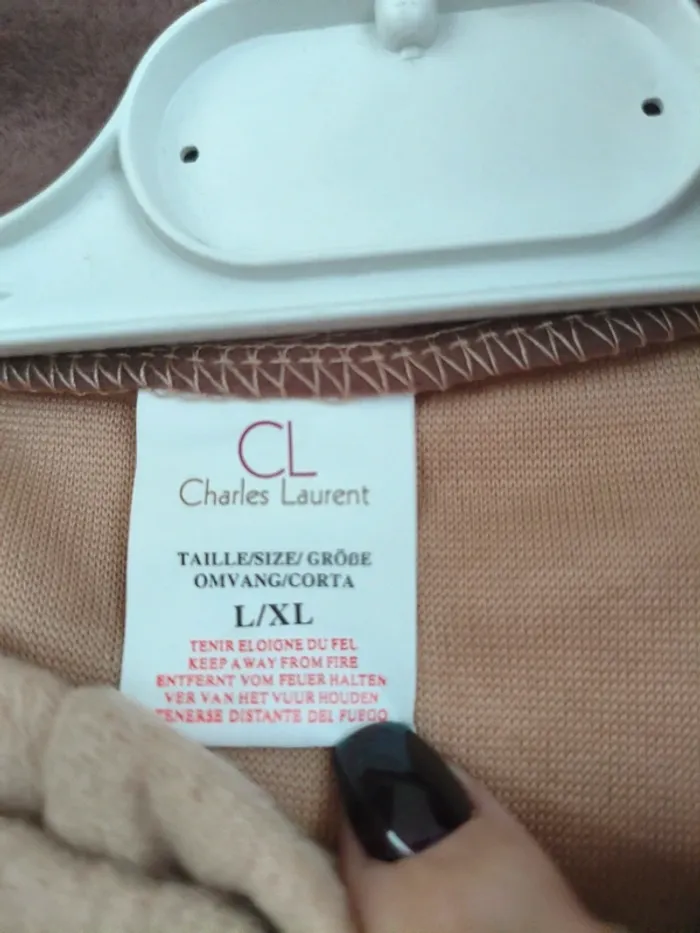 CL
Charles Laurent
TAILLE/SIZE/ GRÖßE
OMVANG/CORTA
L/XL
TENIR ELOIGNE DU FEL
KEEP AWAY FROM FIRE
ENTFERNT VOM FEUER HALTEN
VER VAN HET VUUR HOUDEN
TENERSE DISTANTE DEL FUEGO